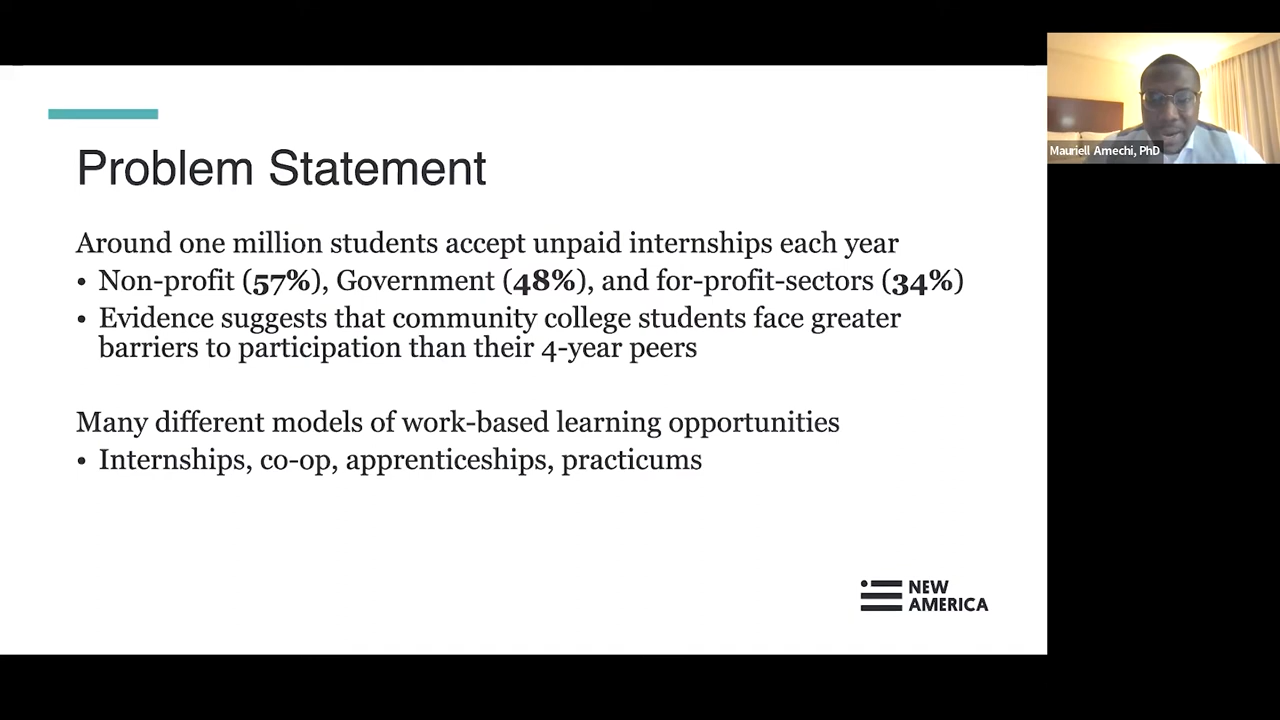 Problem Statement
Around one million students accept unpaid internships each year
• Non-profit (57%), Government (48%), and for-profit-sectors (34%)
• Evidence suggests that community college students face greater
barriers to participation than their 4-year peers
Many different models of work-based learning opportunities
• Internships, co-op, apprenticeships, practicums
NEW
AMERICA
Mauriell Amechi, PhD